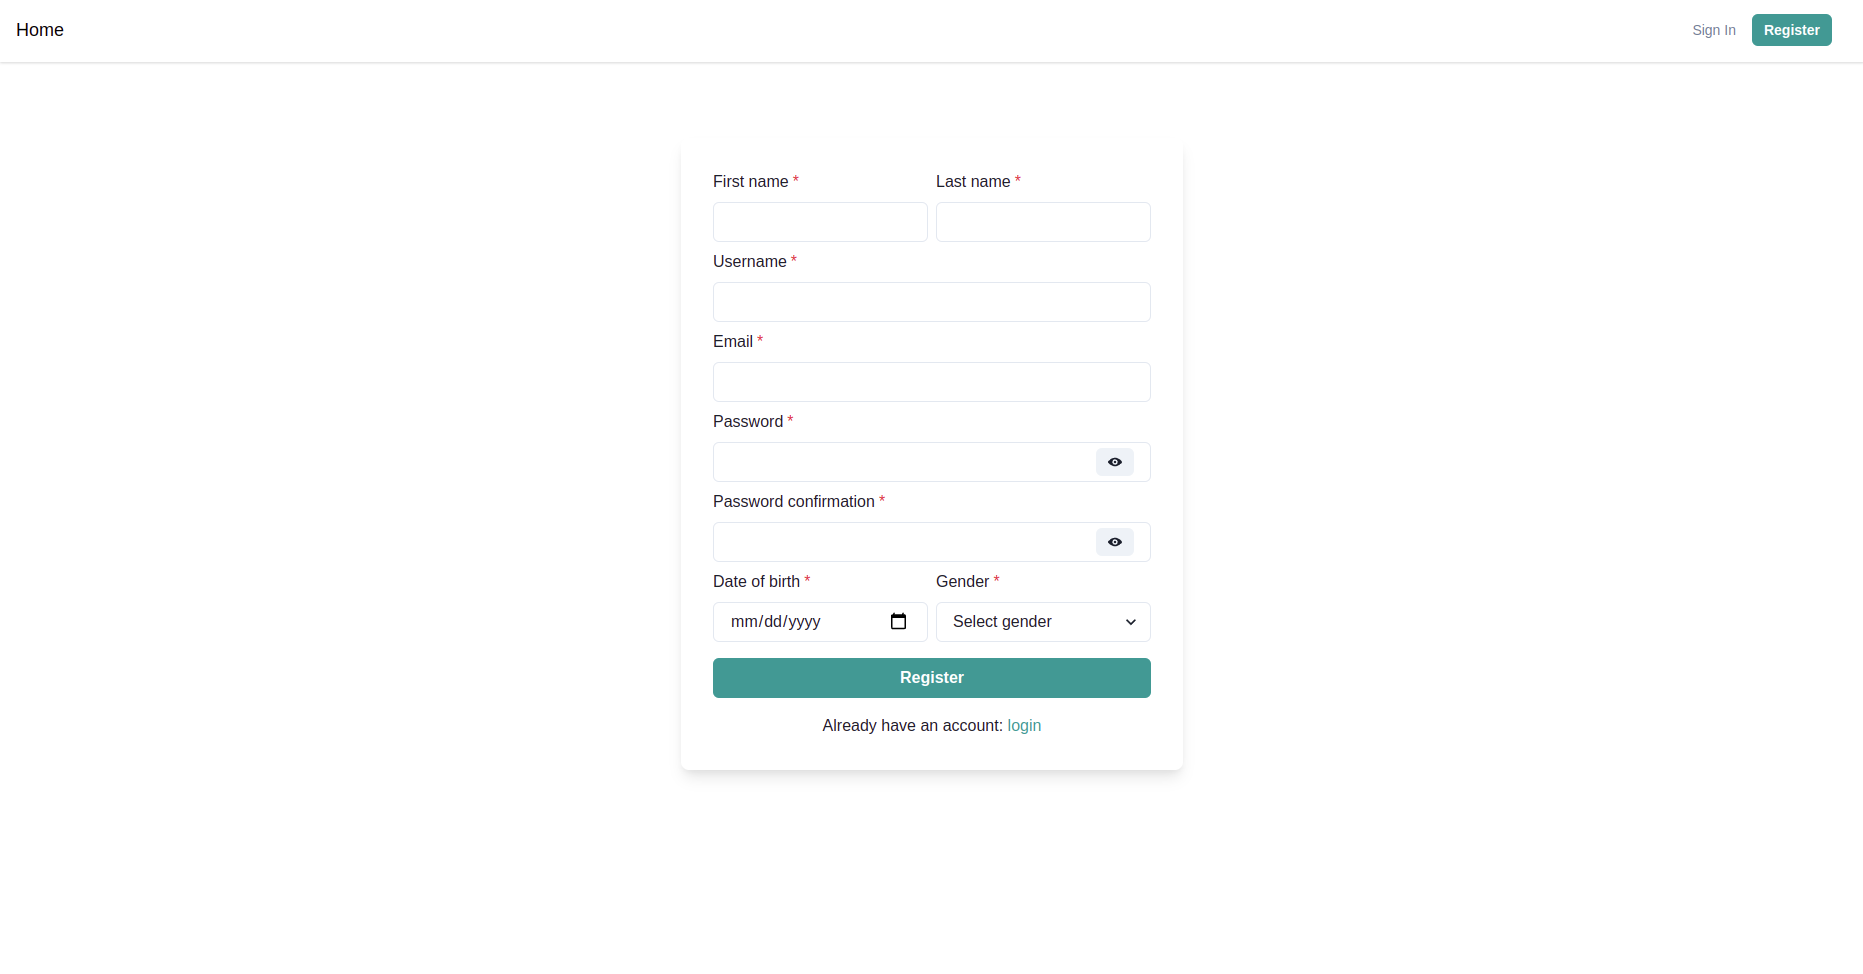 Home Sign In Register
First name * Last name *
Username *
Email *
Password *
Password confirmation *
Date of birth * Gender *
mm/dd/yyyy Select gender
Register
Already have an account: login